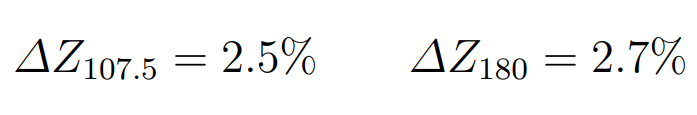 ΔZ₁₀₇.₅ = 2.5% ΔZ₁₈₀ = 2.7%